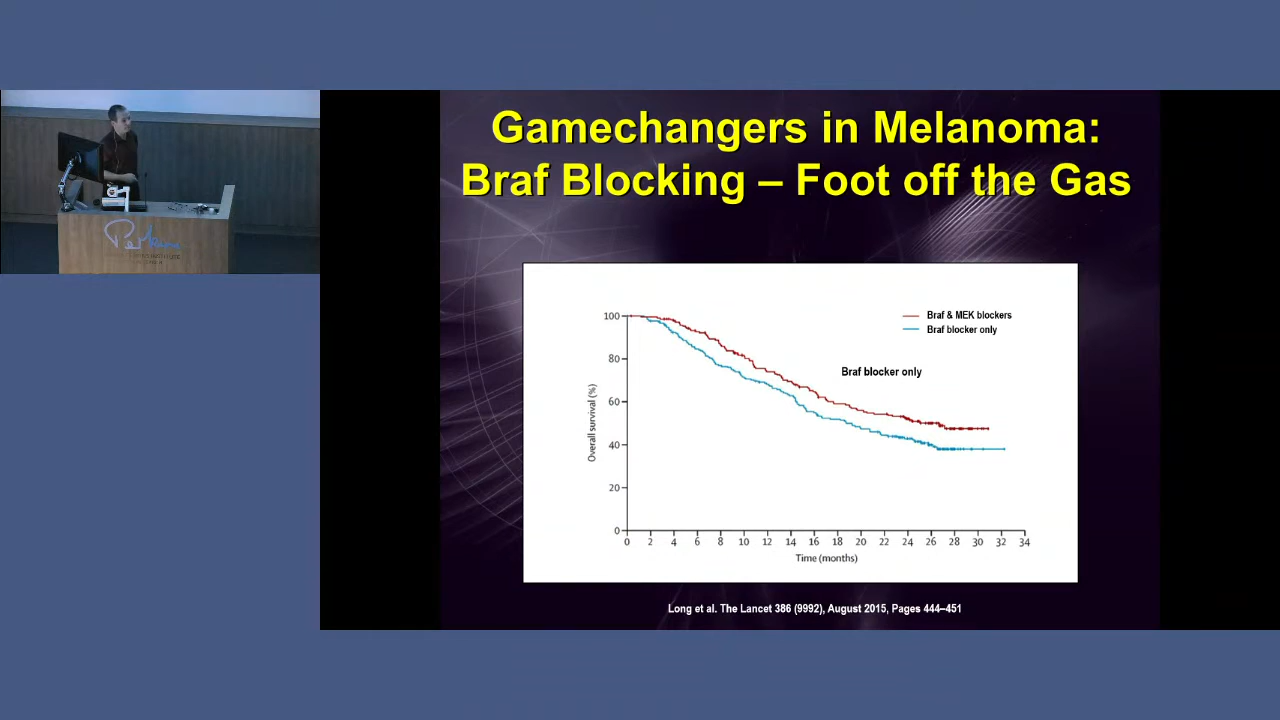 Gamechangers in Melanoma:
Braf Blocking – Foot off the Gas
Braf & MEK blockers
Braf blocker only
Braf blocker only
Overall survival (%)
100
80
60
40
20
0
0 2 4 6 8 10 12 14 16 18 20 22 24 26 28 30 32 34
Time (months)
Long et al. The Lancet 386 (9992), August 2015, Pages 444–451